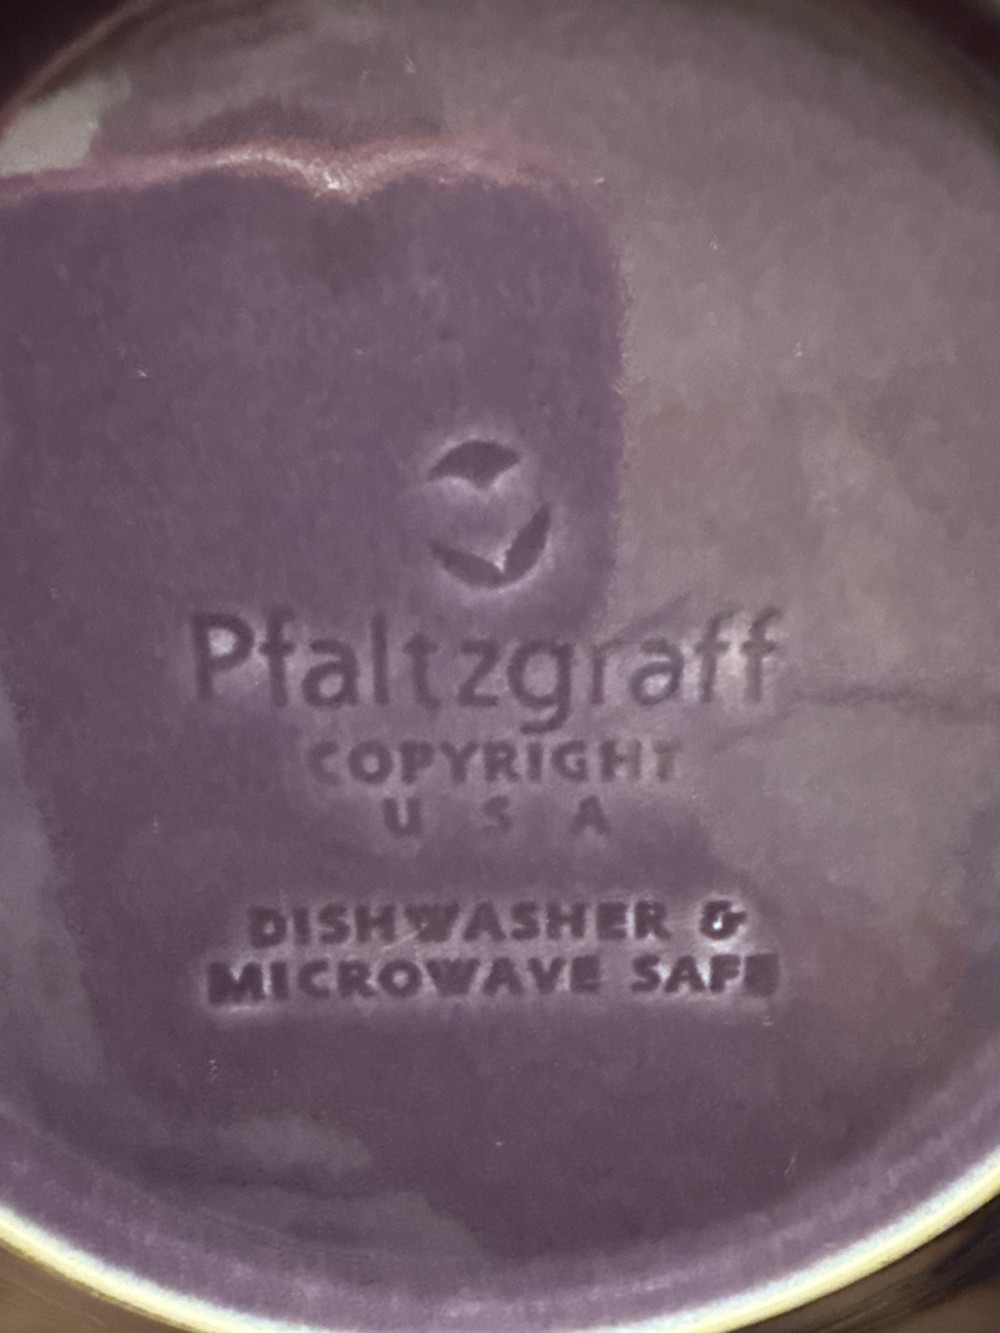 Pfaltzgraff
COPYRIGHT
U S A
DISHWASHER &
MICROWAVE SAFE